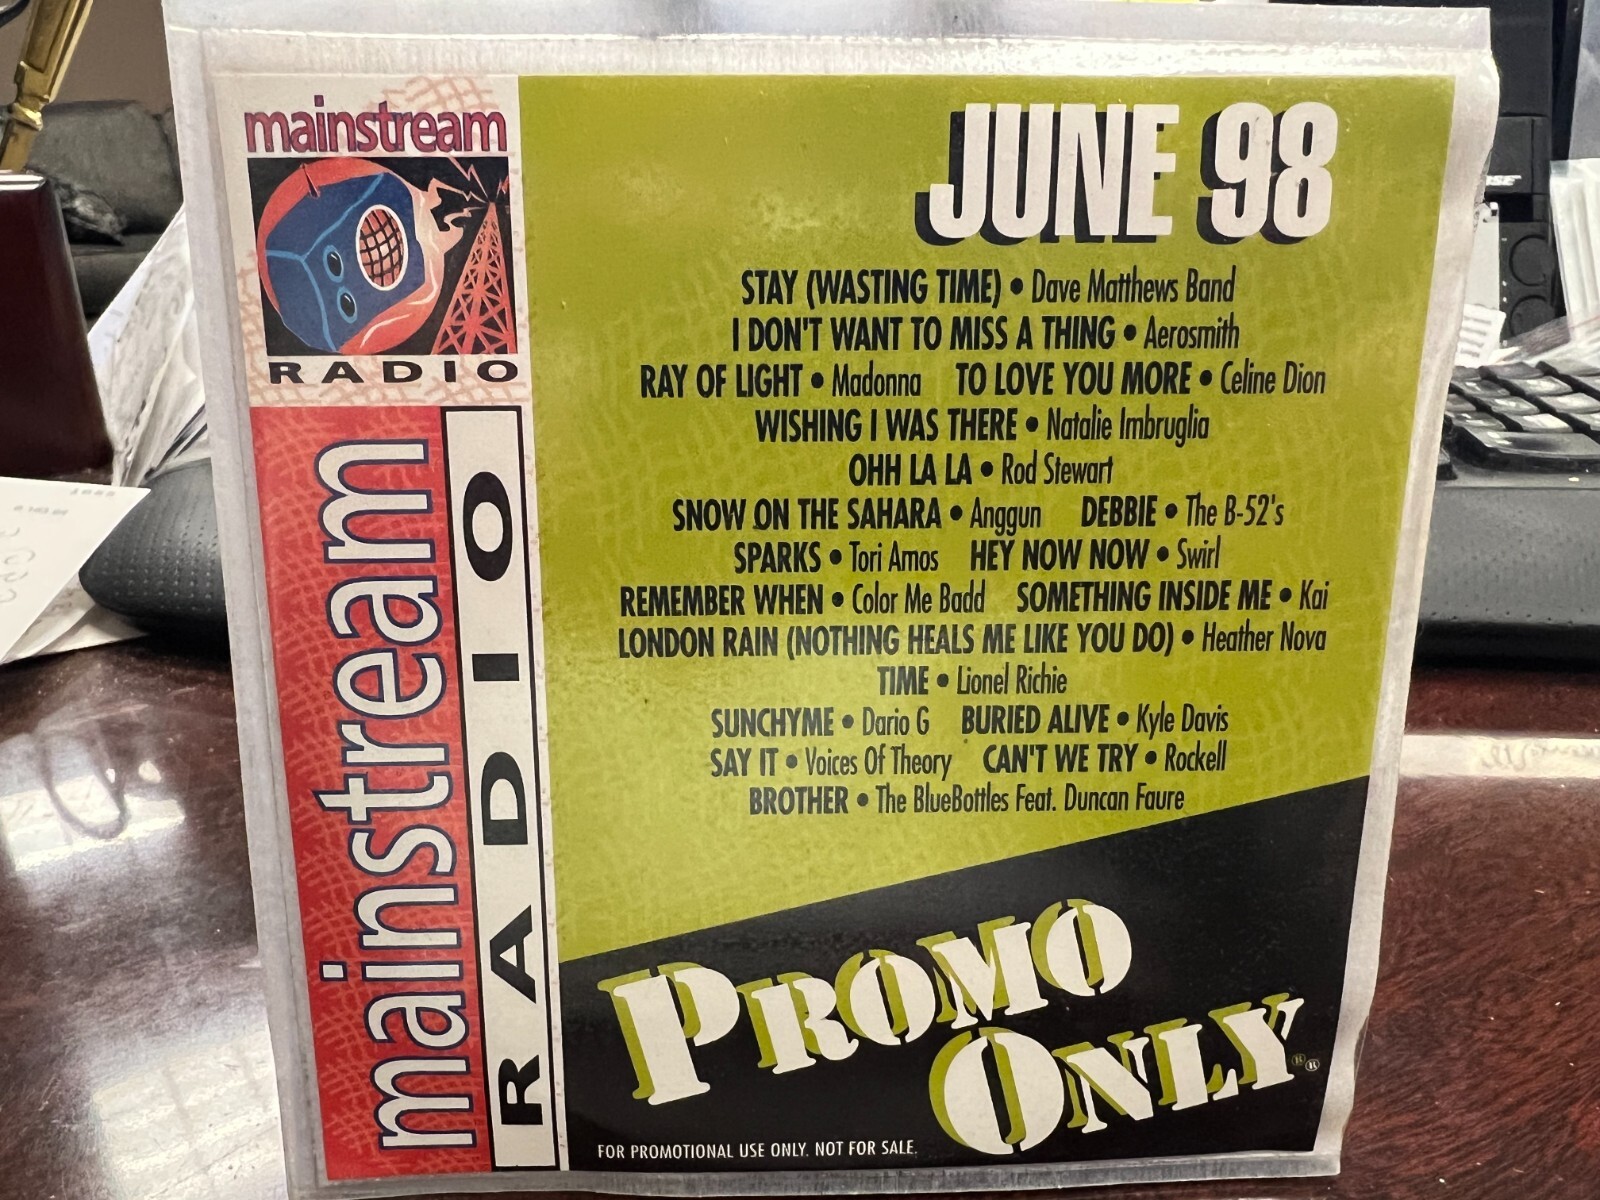 mainstream
RADIO
mainstream
RADIO
JUNE 98
STAY (WASTING TIME) • Dave Matthews Band
I DON'T WANT TO MISS A THING • Aerosmith
RAY OF LIGHT • Madonna TO LOVE YOU MORE • Celine Dion
WISHING I WAS THERE • Natalie Imbruglia
OHH LA LA • Rod Stewart
SNOW ON THE SAHARA • Anggun DEBBIE • The B-52's
SPARKS • Tori Amos HEY NOW NOW • Swirl
REMEMBER WHEN • Color Me Badd SOMETHING INSIDE ME • Kai
LONDON RAIN (NOTHING HEALS ME LIKE YOU DO) • Heather Nova
TIME • Lionel Richie
SUNCHYME • Dario G BURIED ALIVE • Kyle Davis
SAY IT • Voices Of Theory CAN'T WE TRY • Rockell
BROTHER • The BlueBottles Feat. Duncan Faure
PROMO
ONLY®
FOR PROMOTIONAL USE ONLY. NOT FOR SALE.